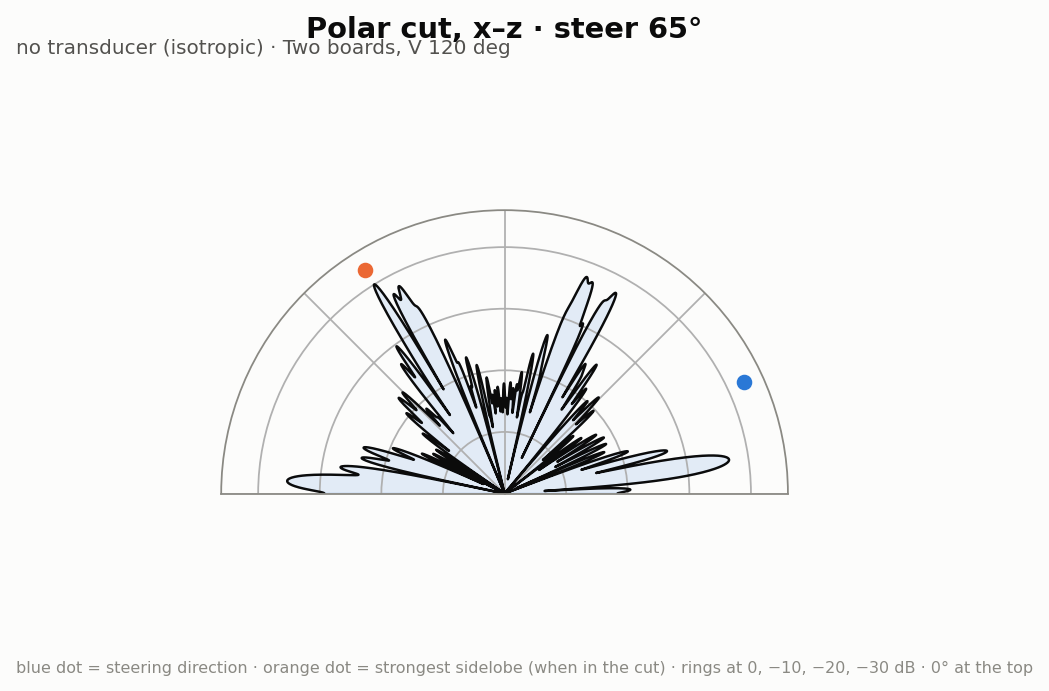 Polar cut, x–z · steer 65°
no transducer (isotropic) · Two boards, V 120 deg
blue dot = steering direction · orange dot = strongest sidelobe (when in the cut) · rings at 0, −10, −20, −30 dB · 0° at the top